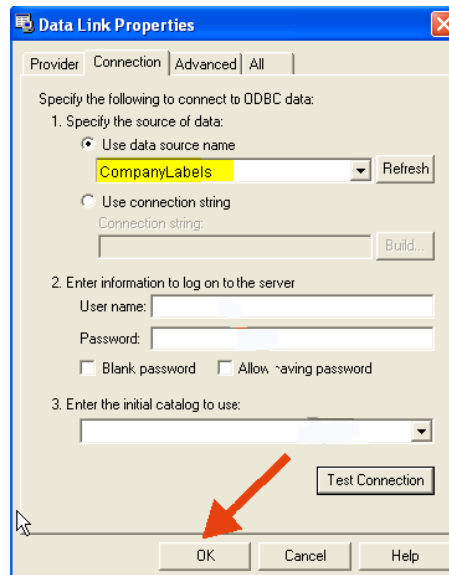 Data Link Properties
Provider Connection Advanced All
Specify the following to connect to ODBC data:
1. Specify the source of data:
Use data source name
CompanyLabels Refresh
Use connection string
Connection string:
Build...
2. Enter information to log on to the server
User name:
Password:
Blank password Allow aving password
3. Enter the initial catalog to use:
Test Connection
OK Cancel Help